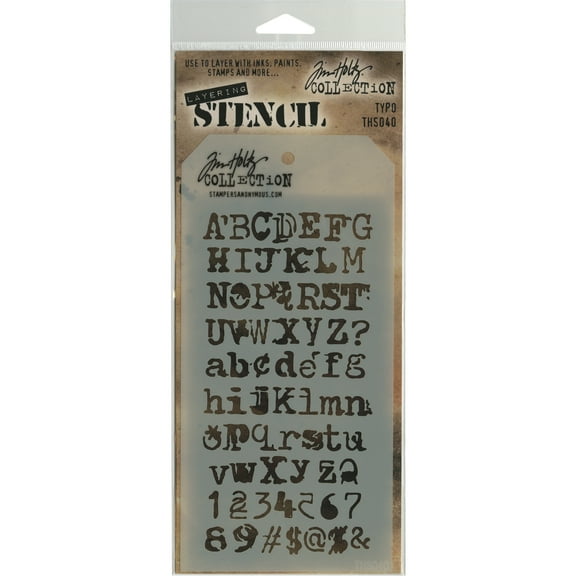 USE TO LAYER WITH INKS, PAINTS,
STAMPS AND MORE...
LAYERING
STENCIL
Tim Holtz
COLLECTION
TYPO
THS040
Tim Holtz
COLLECTION
STAMPERSANONYMOUS.COM
ABCDEFG
HIJKLM
NOPQRST
UVWXYZ?
abcdefg
hijklmn
opqrstu
vwxyz
1234567
89#$@%&
THS040